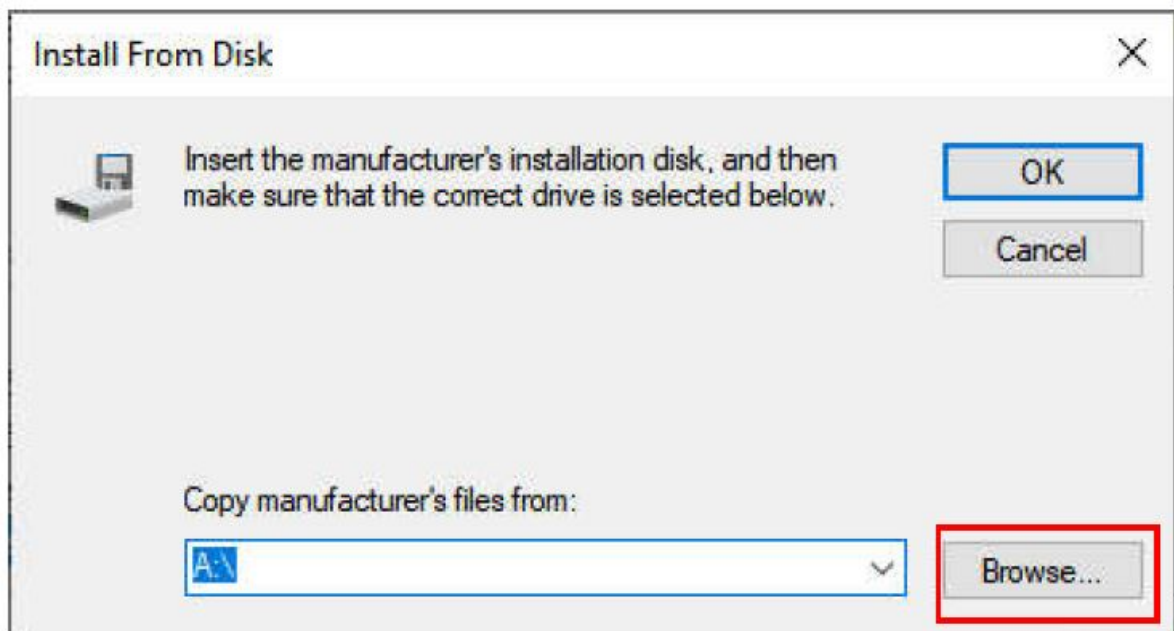 Install From Disk
Insert the manufacturer's installation disk, and then
make sure that the correct drive is selected below.
OK
Cancel
Copy manufacturer's files from:
A:\
Browse...